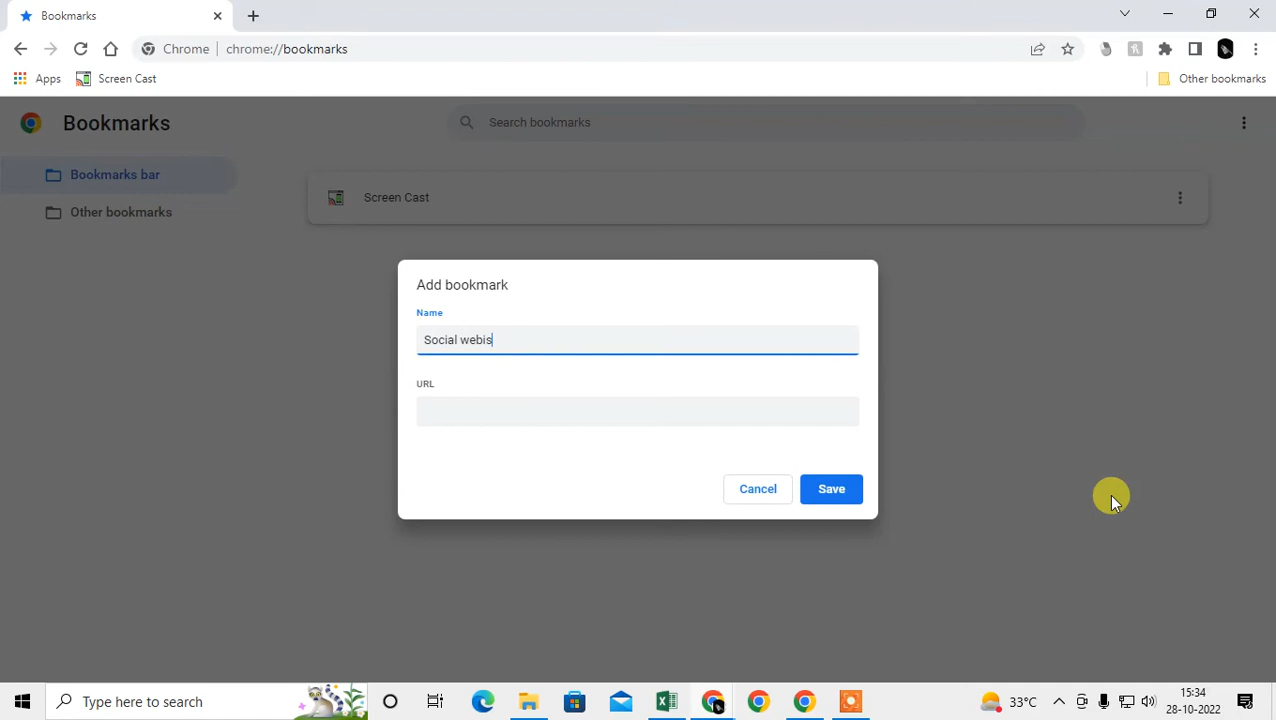 Bookmarks
Chrome chrome://bookmarks
Apps Screen Cast Other bookmarks
Bookmarks Search bookmarks
Bookmarks bar
Screen Cast
Other bookmarks
Add bookmark
Name
Social webis
URL
Cancel Save
Type here to search 33°C 15:34
28-10-2022